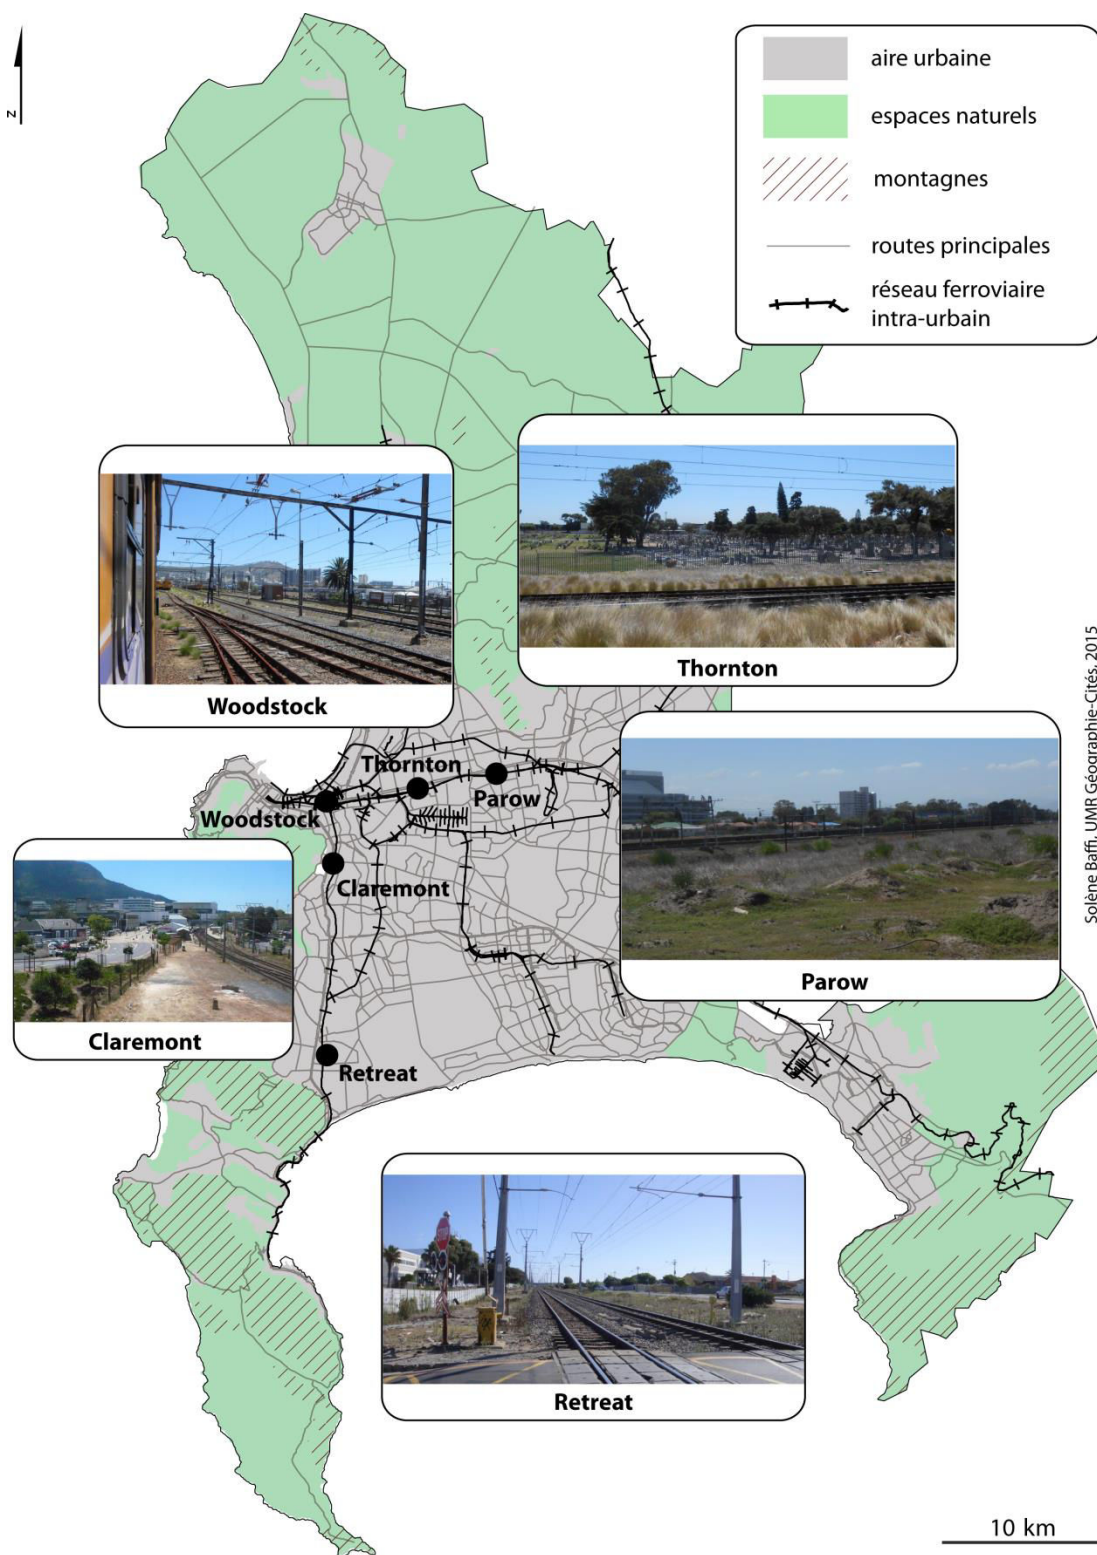 z
aire urbaine
espaces naturels
montagnes
routes principales
réseau ferroviaire
intra-urbain
Woodstock
Thornton
Parow
Claremont
Retreat
Thornton
Parow
Woodstock
Claremont
Retreat
Solène Baffi, UMR Géographie-Cités, 2015
10 km